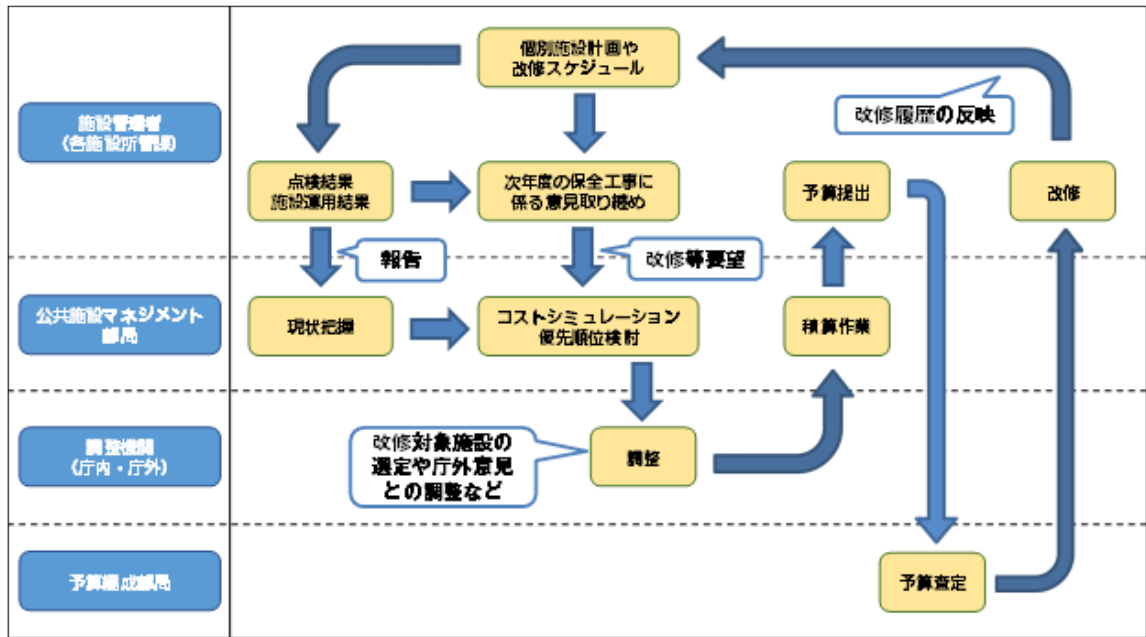 個別施設計画や
改修スケジュール
改修履歴の反映
施設管理者
（各施設所管課）
点検結果
施設運用結果
次年度の保全工事に
係る意見取り纏め
予算提出
改修
報告
改修等要望
公共施設マネジメント
部局
現状把握
コストシミュレーション
優先順位検討
積算作業
調整機関
（庁内・庁外）
改修対象施設の
選定や庁外意見
との調整など
調整
予算編成部局
予算査定